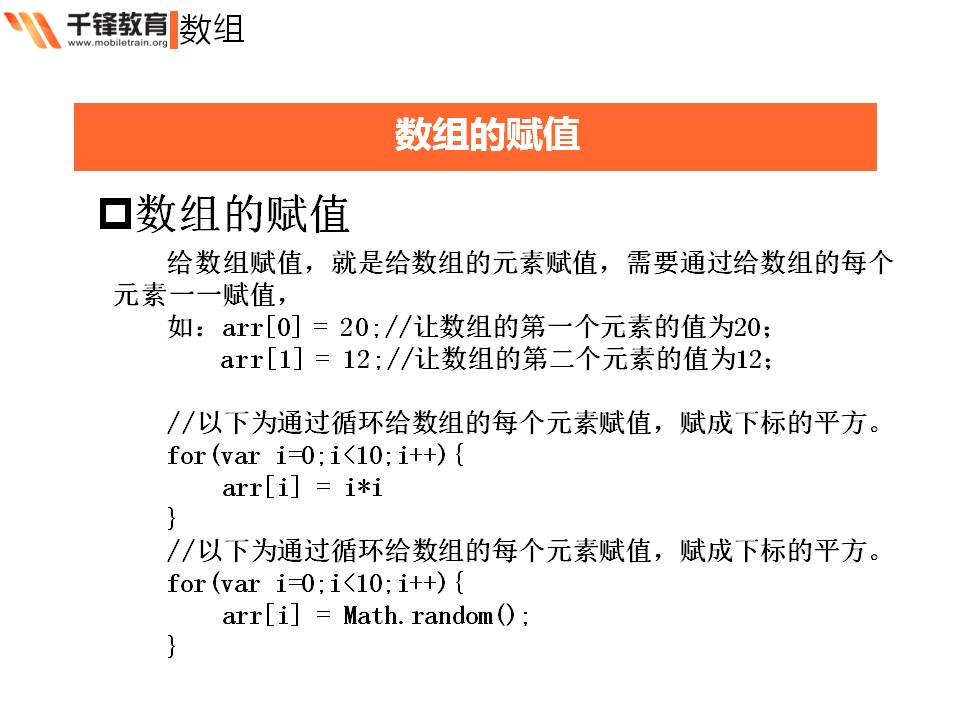 千锋教育 数组
www.mobiletrain.org
数组的赋值
数组的赋值
给数组赋值，就是给数组的元素赋值，需要通过给数组的每个
元素一一赋值，
如：arr[0] = 20;//让数组的第一个元素的值为20;
arr[1] = 12;//让数组的第二个元素的值为12;
//以下为通过循环给数组的每个元素赋值，赋成下标的平方。
for(var i=0;i<10;i++){
arr[i] = i*i
}
//以下为通过循环给数组的每个元素赋值，赋成下标的平方。
for(var i=0;i<10;i++){
arr[i] = Math.random();
}